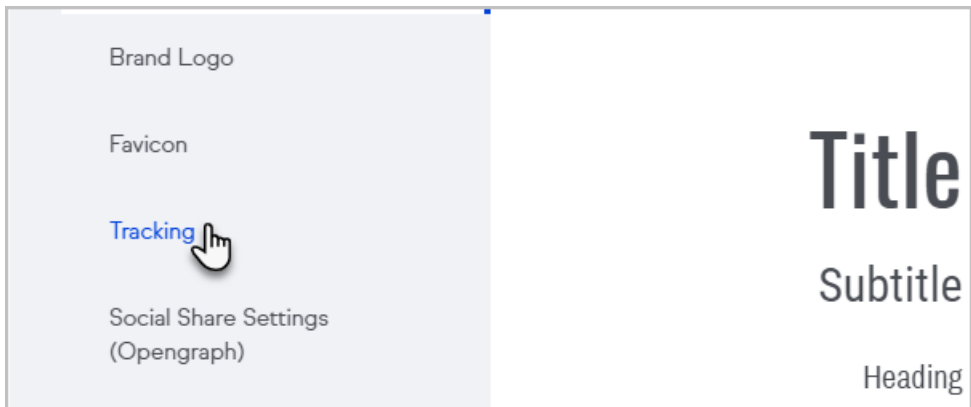 Brand Logo
Favicon
Tracking
Social Share Settings
(Opengraph)
Title
Subtitle
Heading